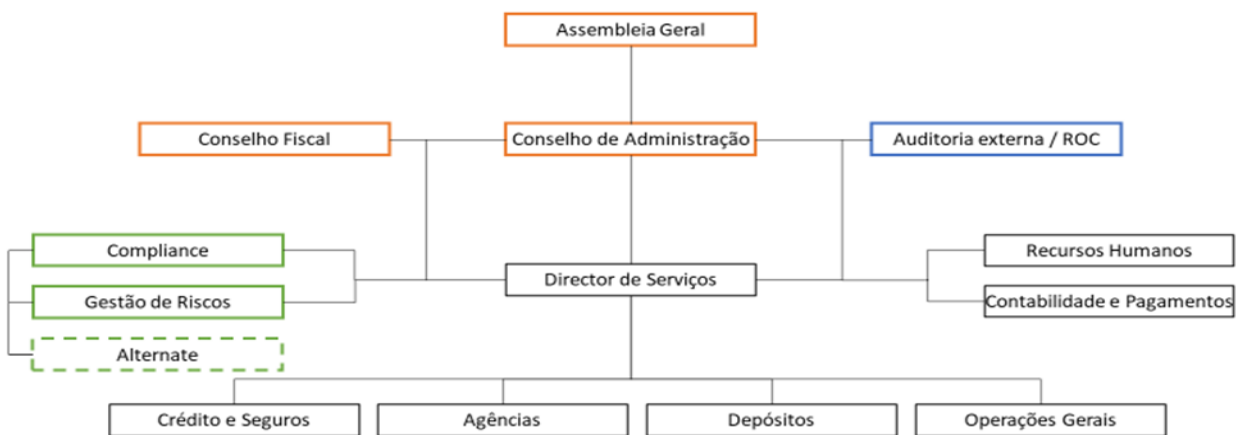 Assembleia Geral
Conselho Fiscal
Conselho de Administração
Auditoria externa / ROC
Compliance
Recursos Humanos
Director de Serviços
Gestão de Riscos
Contabilidade e Pagamentos
Alternate
Crédito e Seguros
Agências
Depósitos
Operações Gerais